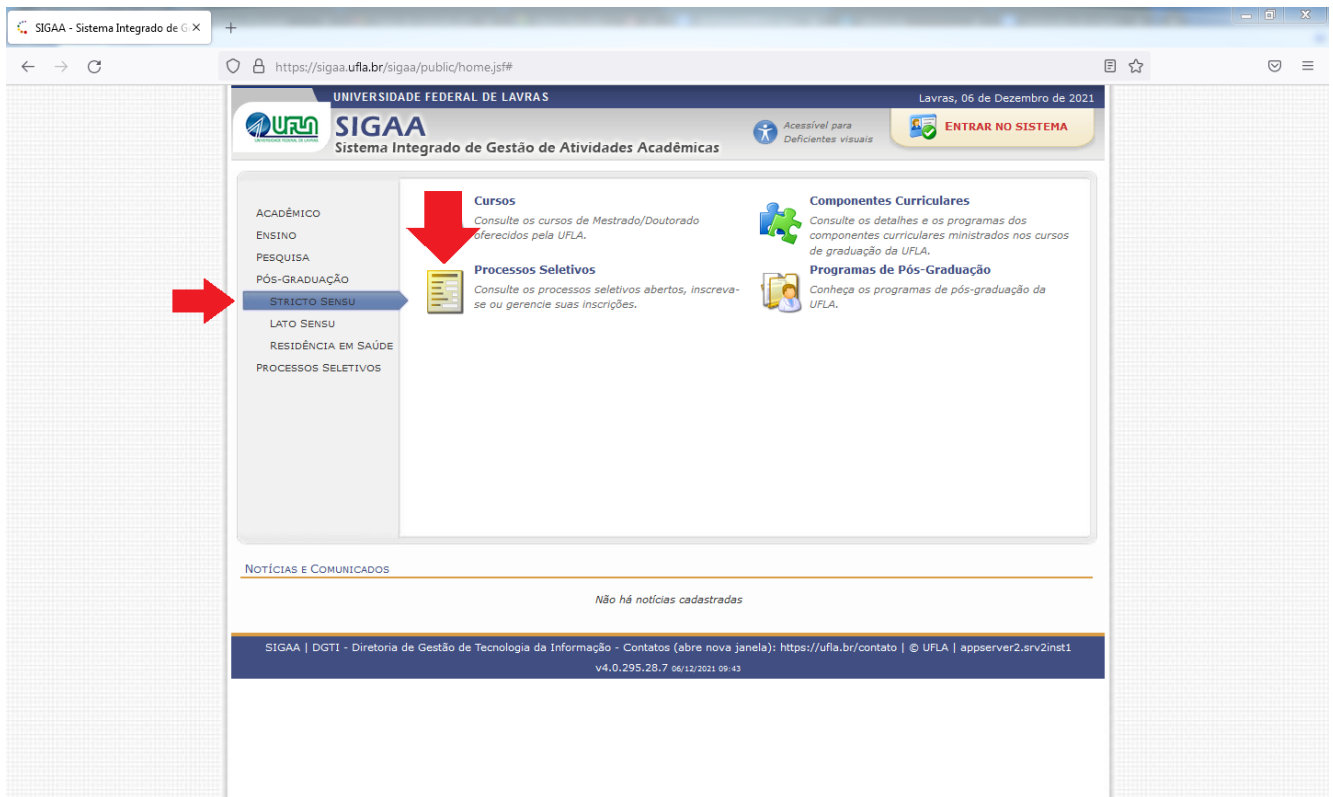 SIGAA - Sistema Integrado de G
https://sigaa.ufla.br/sigaa/public/home.jsf#
UNIVERSIDADE FEDERAL DE LAVRAS
Lavras, 06 de Dezembro de 2021
UFLA
SIGAA
Sistema Integrado de Gestão de Atividades Acadêmicas
Acessível para
Deficientes visuais
ENTRAR NO SISTEMA
ACADÊMICO
ENSINO
PESQUISA
PÓS-GRADUAÇÃO
STRICTO SENSU
LATO SENSU
RESIDÊNCIA EM SAÚDE
PROCESSOS SELETIVOS
Cursos
Consulte os cursos de Mestrado/Doutorado
oferecidos pela UFLA.
Componentes Curriculares
Consulte os detalhes e os programas dos
componentes curriculares ministrados nos cursos
de graduação da UFLA.
Processos Seletivos
Consulte os processos seletivos abertos, inscreva-
se ou gerencie suas inscrições.
Programas de Pós-Graduação
Conheça os programas de pós-graduação da
UFLA.
NOTÍCIAS E COMUNICADOS
Não há notícias cadastradas
SIGAA | DGTI - Diretoria de Gestão de Tecnologia da Informação - Contatos (abre nova janela): https://ufla.br/contato | © UFLA | appserver2.srv2inst1
v4.0.295.28.7 06/12/2021 09:43